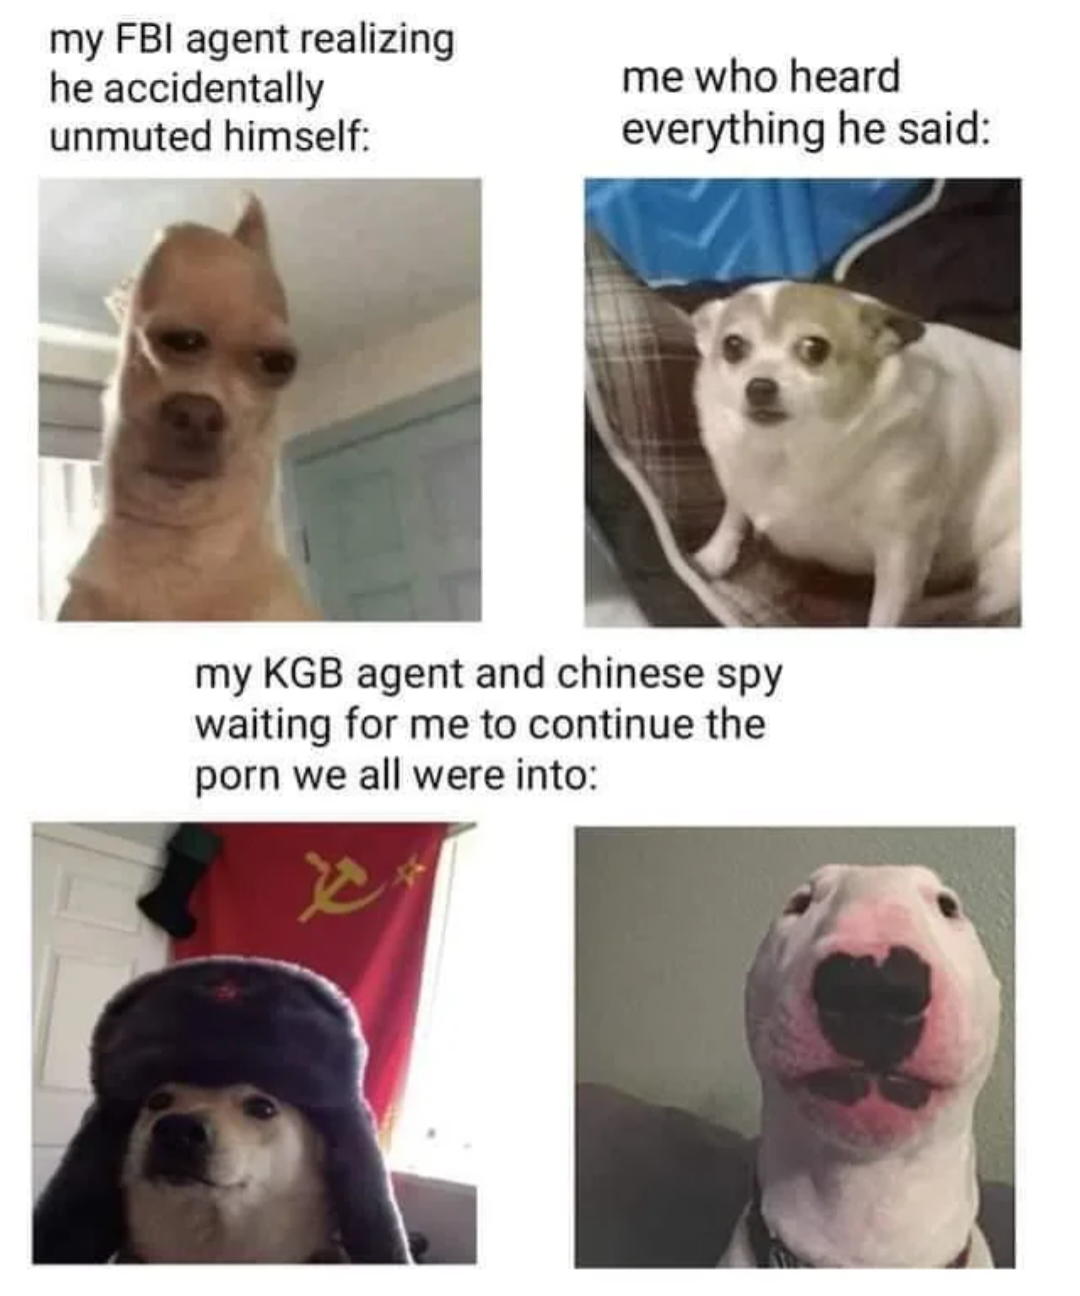 my FBI agent realizing
he accidentally
unmuted himself:
me who heard
everything he said:
my KGB agent and chinese spy
waiting for me to continue the
porn we all were into: